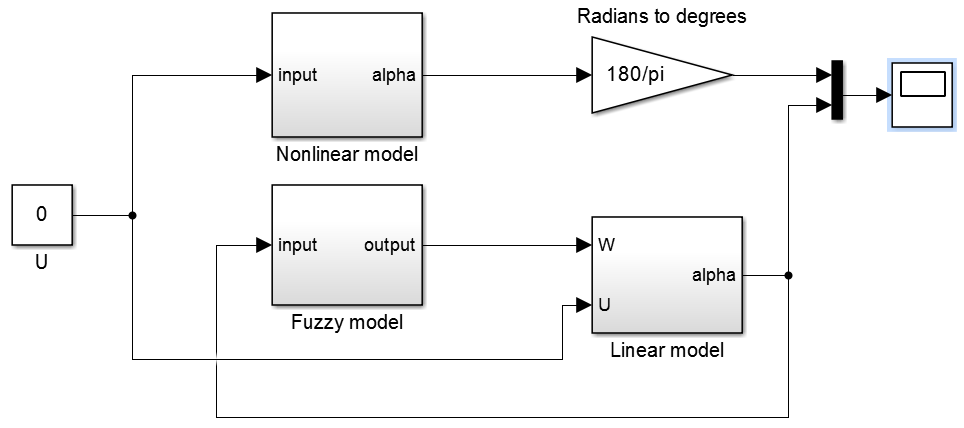 Radians to degrees
input alpha
180/pi
Nonlinear model
0
U
input output
W
alpha
U
Fuzzy model
Linear model